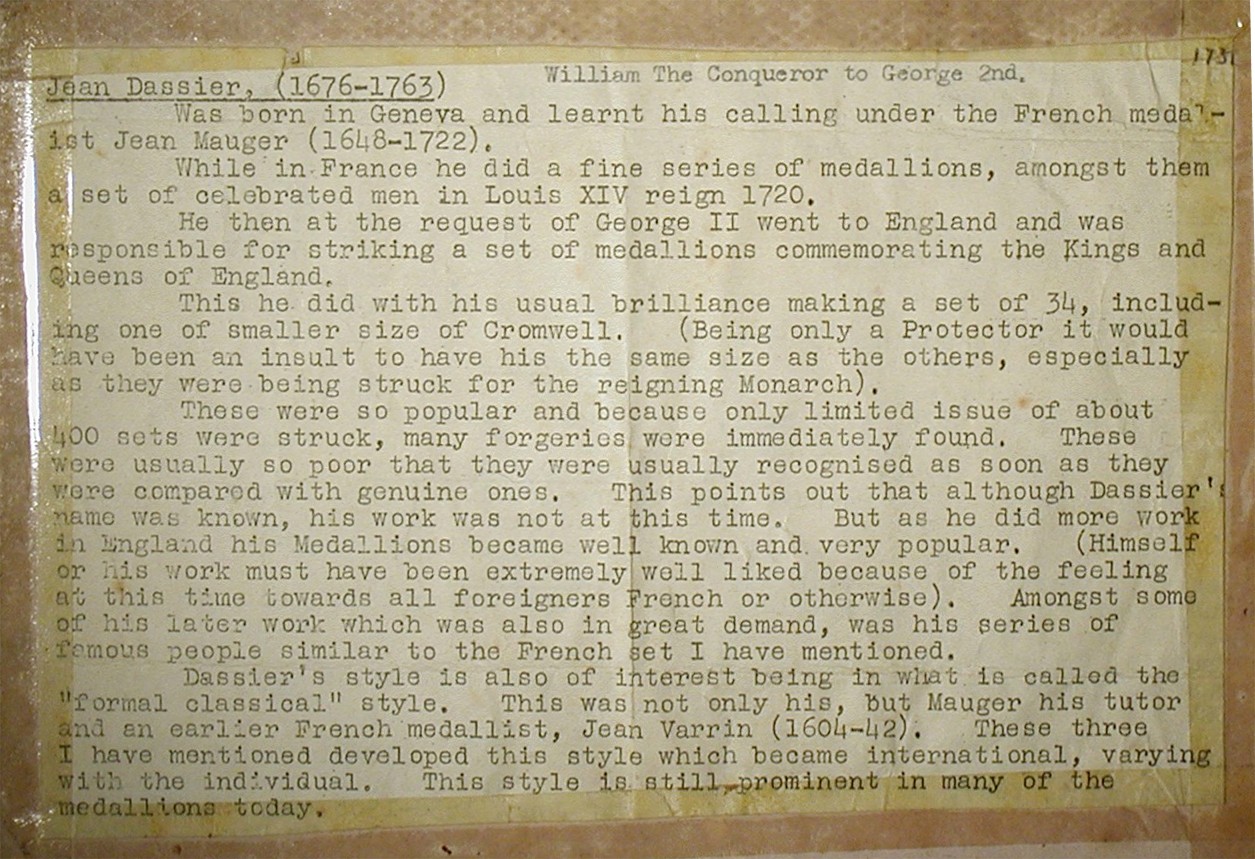 1731
Jean Dassier, (1676-1763) William The Conqueror to George 2nd.
Was born in Geneva and learnt his calling under the French medal-
ist Jean Mauger (1648-1722).
While in France he did a fine series of medallions, amongst them
a set of celebrated men in Louis XIV reign 1720.
He then at the request of George II went to England and was
responsible for striking a set of medallions commemorating the Kings and
Queens of England.
This he did with his usual brilliance making a set of 34, includ-
ing one of smaller size of Cromwell. (Being only a Protector it would
have been an insult to have his the same size as the others, especially
as they were being struck for the reigning Monarch).
These were so popular and because only limited issue of about
400 sets were struck, many forgeries were immediately found. These
were usually so poor that they were usually recognised as soon as they
were compared with genuine ones. This points out that although Dassier's
name was known, his work was not at this time. But as he did more work
in England his Medallions became well known and very popular. (Himself
or his work must have been extremely well liked because of the feeling
at this time towards all foreigners French or otherwise). Amongst some
of his later work which was also in great demand, was his series of
famous people similar to the French set I have mentioned.
Dassier's style is also of interest being in what is called the
"formal classical" style. This was not only his, but Mauger his tutor
and an earlier French medallist, Jean Varrin (1604-42). These three
I have mentioned developed this style which became international, varying
with the individual. This style is still prominent in many of the
medallions today.